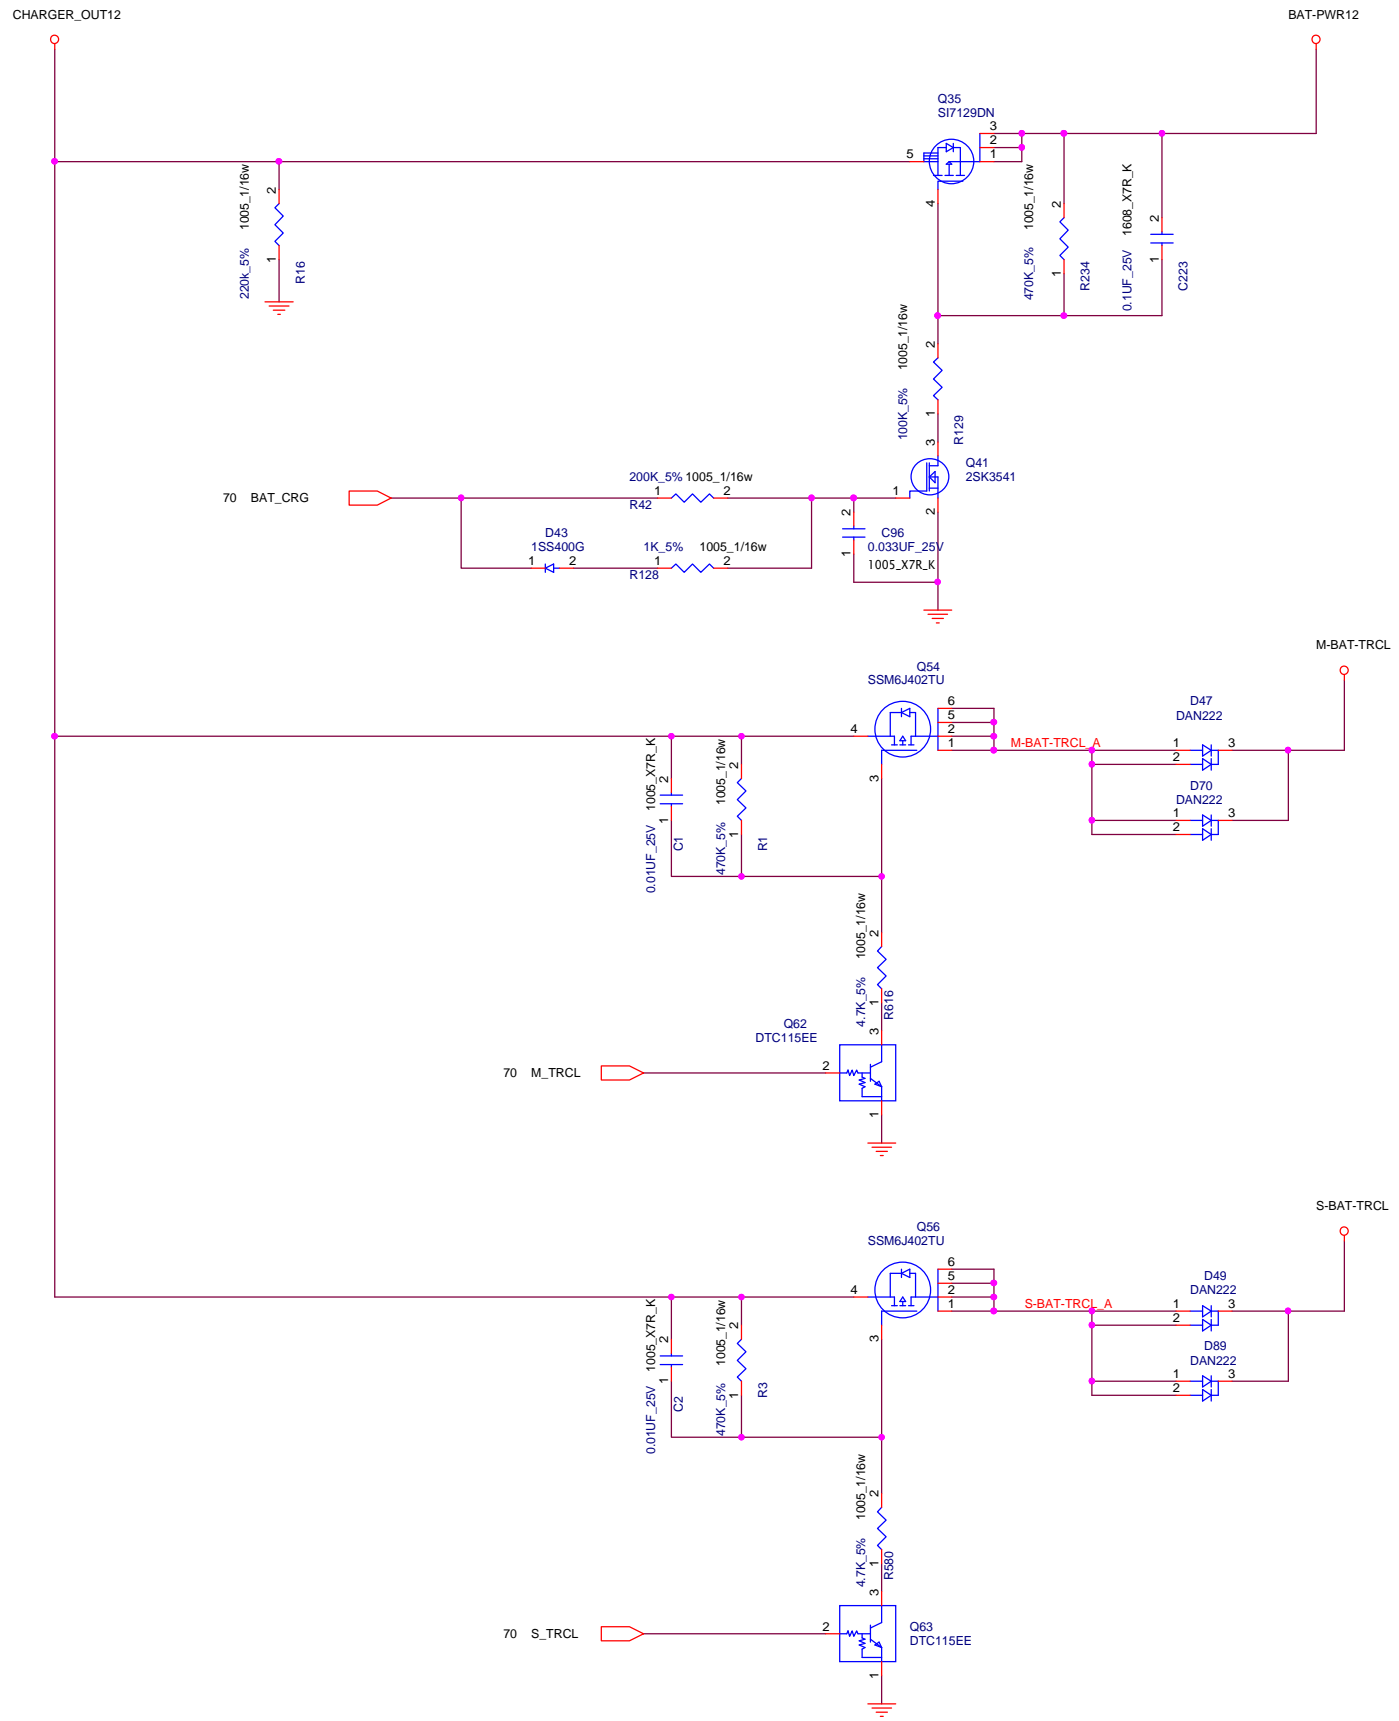 CHARGER_OUT12
BAT-PWR12
Q35
SI7129DN
3
2
1
5
4
1005_1/16w
220k_5%
2
1
R16
1005_1/16w
470K_5%
2
1
R234
1608_X7R_K
0.1UF_25V
2
1
C223
1005_1/16w
100K_5%
2
1
R129
3
Q41
2SK3541
1
2
70 BAT_CRG
200K_5% 1005_1/16w
1 2
R42
D43
1SS400G
1 2
1K_5% 1005_1/16w
1 2
R128
2
1
C96
0.033UF_25V
1005_X7R_K
M-BAT-TRCL
Q54
SSM6J402TU
6
5
2
1
4
3
M-BAT-TRCL_A
D47
DAN222
1 3
2
D70
DAN222
1 3
2
1005_X7R_K
0.01UF_25V
2
1
C1
1005_1/16w
470K_5%
2
1
R1
1005_1/16w
4.7K_5%
2
1
R616
Q62
DTC115EE
3
2
1
70 M_TRCL
S-BAT-TRCL
Q56
SSM6J402TU
6
5
2
1
4
3
S-BAT-TRCL_A
D49
DAN222
1 3
2
D89
DAN222
1 3
2
1005_X7R_K
0.01UF_25V
2
1
C2
1005_1/16w
470K_5%
2
1
R3
1005_1/16w
4.7K_5%
2
1
R580
3
2
1
Q63
DTC115EE
70 S_TRCL